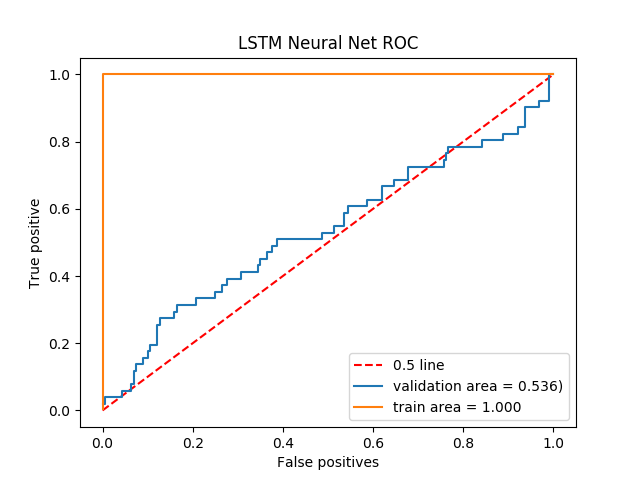 LSTM Neural Net ROC
1.0
0.8
0.6
0.4
0.2
0.0
True positive
0.5 line
validation area = 0.536)
train area = 1.000
0.0 0.2 0.4 0.6 0.8 1.0
False positives